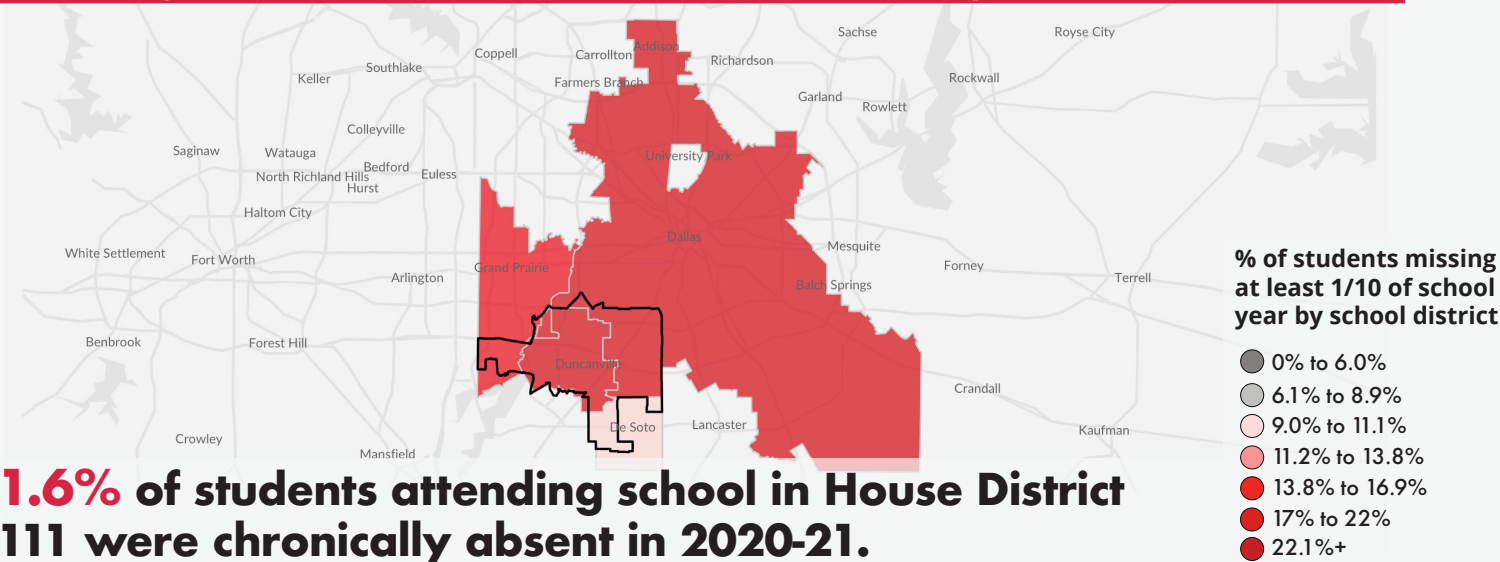 Sachse
Royse City
Addison
Coppell
Carrollton
Richardson
Southlake
Keller
Farmers Branch
Rockwall
Garland
Rowlett
Colleyville
Saginaw
Watauga
University Park
Bedford
North Richland Hills
Euless
Hurst
Haltom City
Dallas
Mesquite
White Settlement
Fort Worth
Grand Prairie
Forney
Arlington
Terrell
Balch Springs
Benbrook
Forest Hill
Duncanville
Crandall
De Soto
Lancaster
Kaufman
Crowley
Mansfield
% of students missing
at least 1/10 of school
year by school district
0% to 6.0%
6.1% to 8.9%
9.0% to 11.1%
11.2% to 13.8%
13.8% to 16.9%
17% to 22%
22.1%+
1.6% of students attending school in House District
111 were chronically absent in 2020-21.